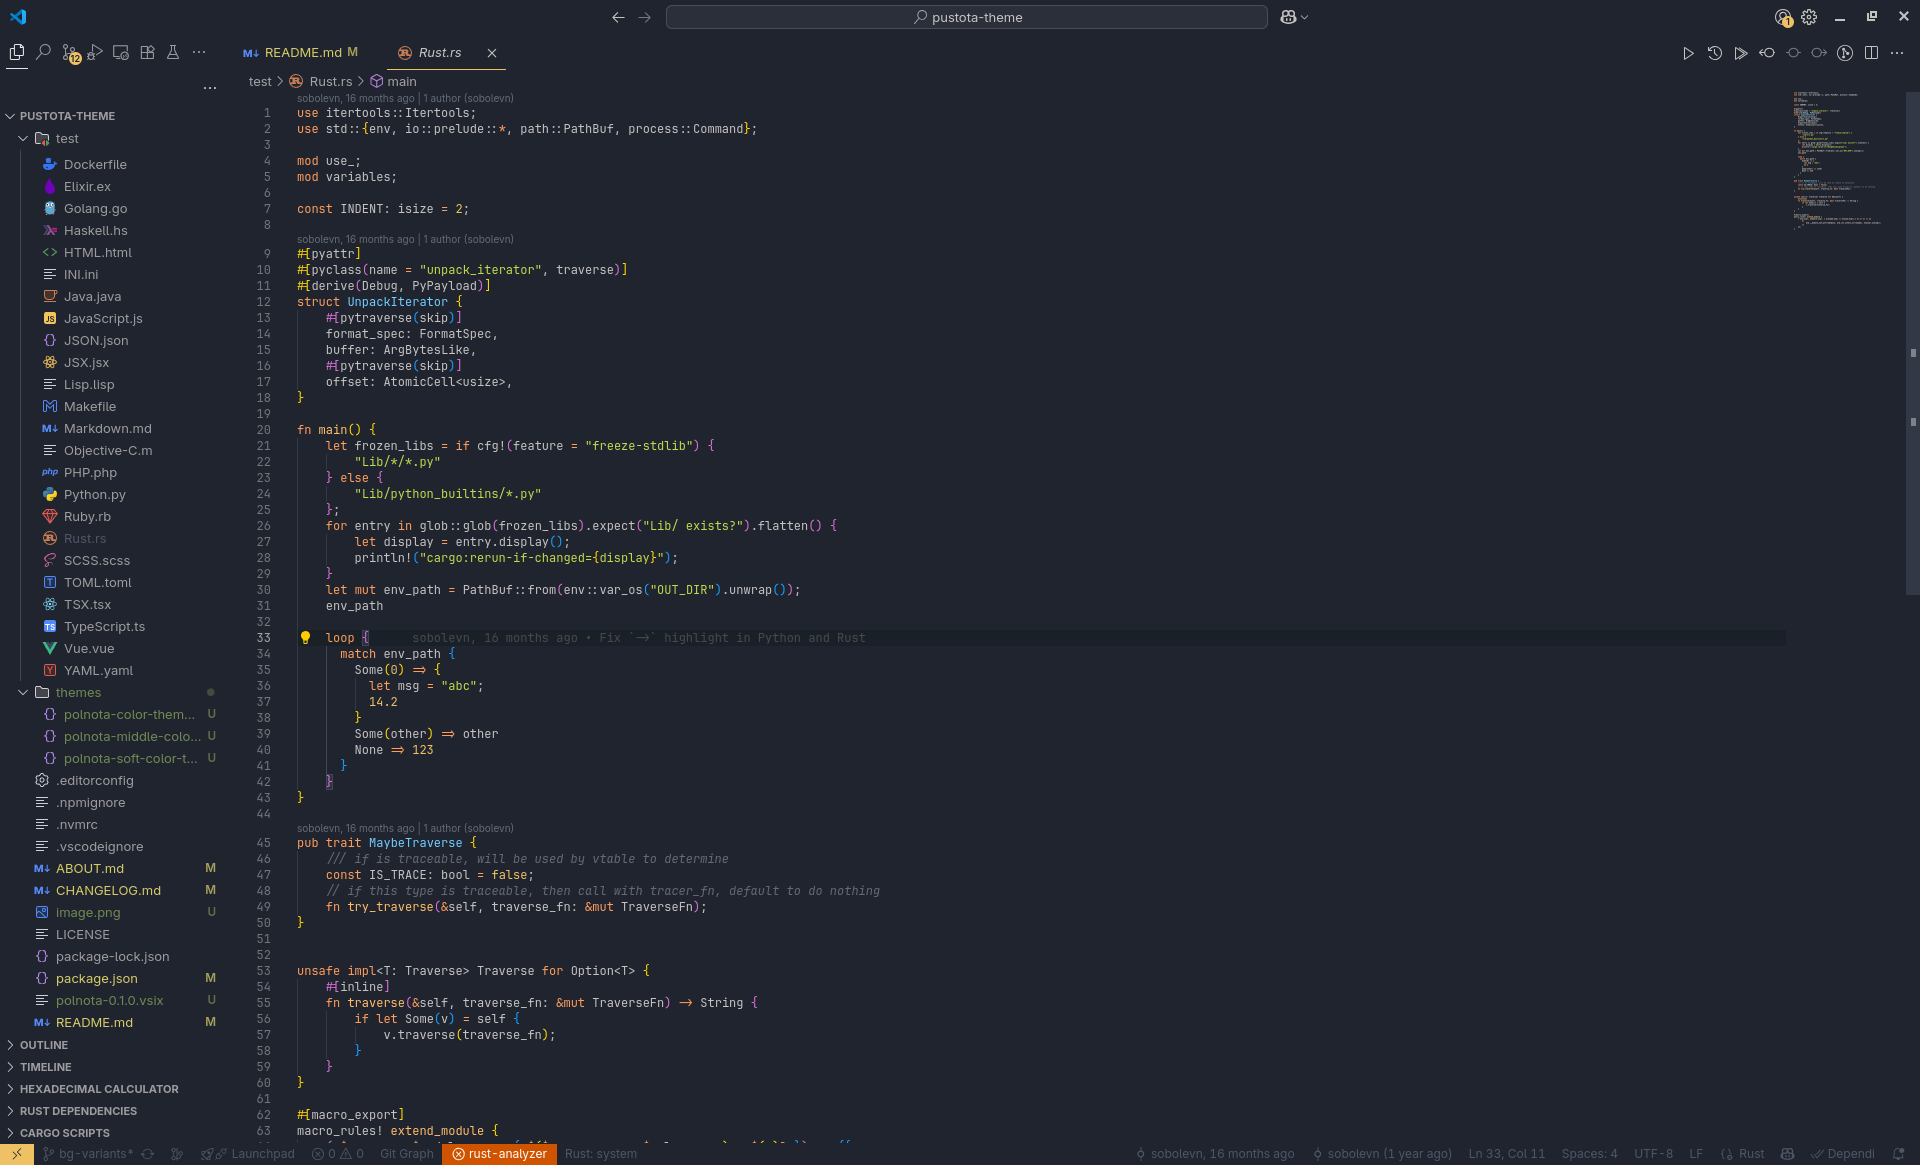 pustota-theme
12
1
README.md M
Rust.rs
test > Rust.rs > main
PUSTOTA-THEME
test
Dockerfile
Elixir.ex
Golang.go
Haskell.hs
HTML.html
INI.ini
Java.java
JavaScript.js
JSON.json
JSX.jsx
Lisp.lisp
Makefile
Markdown.md
Objective-C.m
PHP.php
Python.py
Ruby.rb
Rust.rs
SCSS.scss
TOML.toml
TSX.tsx
TypeScript.ts
Vue.vue
YAML.yaml
themes
polnota-color-them... U
polnota-middle-colo... U
polnota-soft-color-t... U
.editorconfig
.npmignore
.nvmrc
.vscodeignore
ABOUT.md M
CHANGELOG.md M
image.png U
LICENSE
package-lock.json
package.json M
polnota-0.1.0.vsix U
README.md M
OUTLINE
TIMELINE
HEXADECIMAL CALCULATOR
RUST DEPENDENCIES
CARGO SCRIPTS
sobolevn, 16 months ago | 1 author (sobolevn)
1 use itertools::Itertools;
2 use std::{env, io::prelude::*, path::PathBuf, process::Command};
3
4 mod use_;
5 mod variables;
6
7 const INDENT: isize = 2;
8
sobolevn, 16 months ago | 1 author (sobolevn)
9 #[pyattr]
10 #[pyclass(name = "unpack_iterator", traverse)]
11 #[derive(Debug, PyPayload)]
12 struct UnpackIterator {
13     #[pytraverse(skip)]
14     format_spec: FormatSpec,
15     buffer: ArgBytesLike,
16     #[pytraverse(skip)]
17     offset: AtomicCell<usize>,
18 }
19
20 fn main() {
21     let frozen_libs = if cfg!(feature = "freeze-stdlib") {
22         "Lib/*/*.py"
23     } else {
24         "Lib/python_builtins/*.py"
25     };
26     for entry in glob::glob(frozen_libs).expect("Lib/ exists?").flatten() {
27         let display = entry.display();
28         println!("cargo:rerun-if-changed={display}");
29     }
30     let mut env_path = PathBuf::from(env::var_os("OUT_DIR").unwrap());
31     env_path
32
33     loop {      sobolevn, 16 months ago • Fix `->` highlight in Python and Rust
34       match env_path {
35         Some(0) => {
36           let msg = "abc";
37           14.2
38         }
39         Some(other) => other
40         None => 123
41       }
42     }
43 }
44
sobolevn, 16 months ago | 1 author (sobolevn)
45 pub trait MaybeTraverse {
46     /// if is traceable, will be used by vtable to determine
47     const IS_TRACE: bool = false;
48     // if this type is traceable, then call with tracer_fn, default to do nothing
49     fn try_traverse(&self, traverse_fn: &mut TraverseFn);
50 }
51
52
53 unsafe impl<T: Traverse> Traverse for Option<T> {
54     #[inline]
55     fn traverse(&self, traverse_fn: &mut TraverseFn) -> String {
56         if let Some(v) = self {
57             v.traverse(traverse_fn);
58         }
59     }
60 }
61
62 #[macro_export]
63 macro_rules! extend_module {
bg-variants* Launchpad 0 0 Git Graph rust-analyzer Rust: system sobolevn, 16 months ago sobolevn (1 year ago) Ln 33, Col 11 Spaces: 4 UTF-8 LF {} Rust Dependi